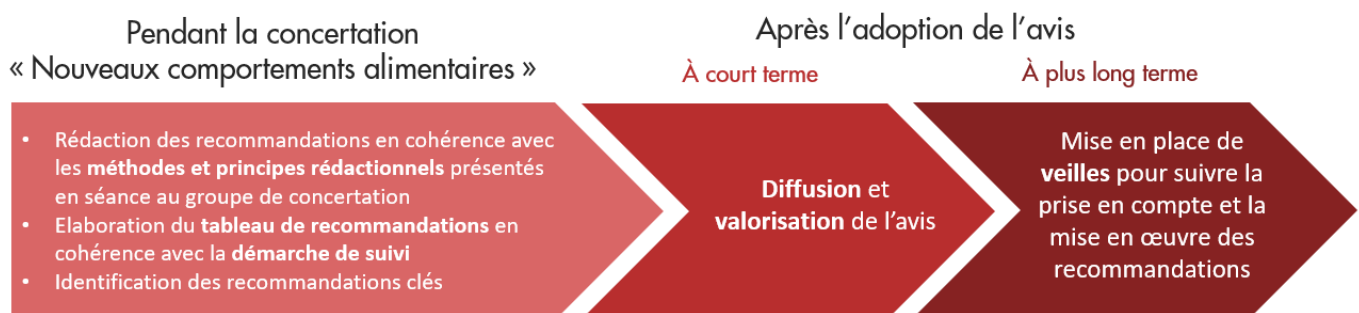 Pendant la concertation
« Nouveaux comportements alimentaires »
Après l’adoption de l’avis
À court terme
À plus long terme
• Rédaction des recommandations en cohérence avec
les méthodes et principes rédactionnels présentés
en séance au groupe de concertation
• Elaboration du tableau de recommandations en
cohérence avec la démarche de suivi
• Identification des recommandations clés
Diffusion et
valorisation de l’avis
Mise en place de
veilles pour suivre la
prise en compte et la
mise en œuvre des
recommandations